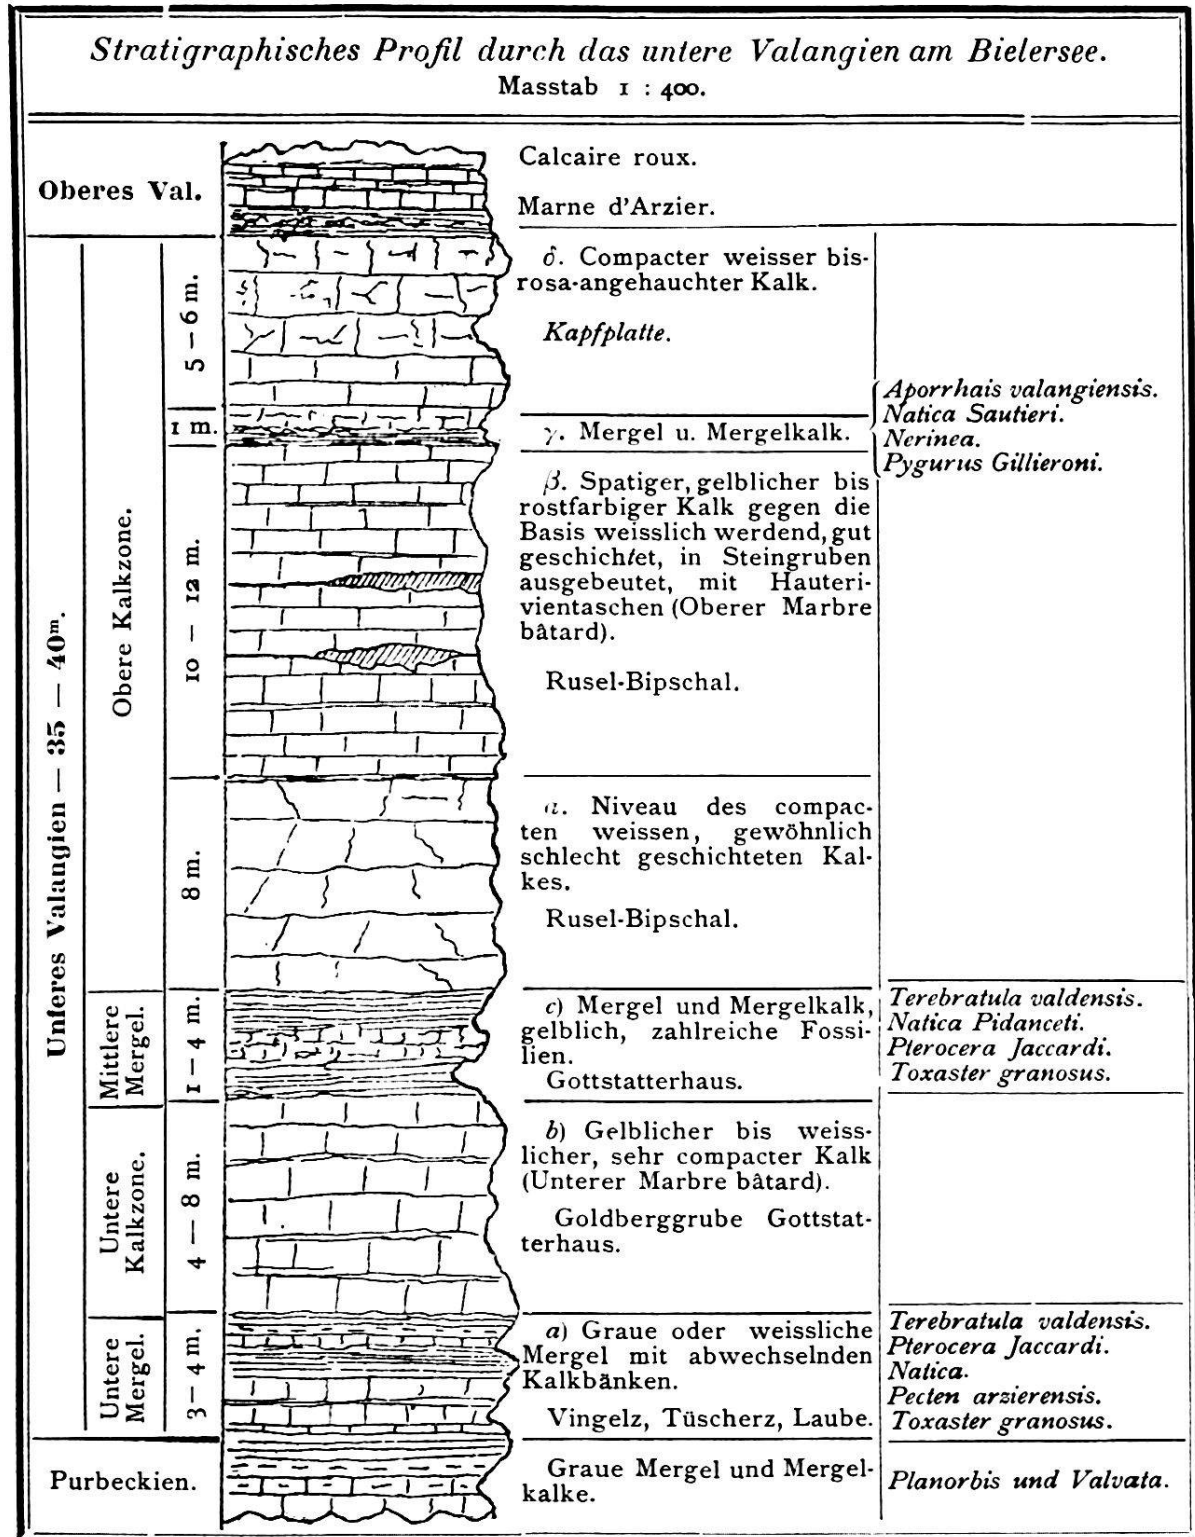 Stratigraphisches Profil durch das untere Valangien am Bielersee.
Masstab 1 : 400.
Oberes Val.
Calcaire roux.
Marne d'Arzier.
Unteres Valangien — 35 — 40m.
Obere Kalkzone.
5 — 6 m.
δ. Compacter weisser bis-
rosa-angehauchter Kalk.
Kapfplatte.
1 m.
γ. Mergel u. Mergelkalk.
Aporrhais valangiensis.
Natica Sautieri.
Nerinea.
Pygurus Gillieroni.
10 — 12 m.
β. Spatiger, gelblicher bis
rostfarbiger Kalk gegen die
Basis weisslich werdend, gut
geschichtet, in Steingruben
ausgebeutet, mit Hauteri-
vientaschen (Oberer Marbre
bâtard).
Rusel-Bipschal.
8 m.
α. Niveau des compac-
ten weissen, gewöhnlich
schlecht geschichteten Kal-
kes.
Rusel-Bipschal.
Mittlere
Mergel.
1 — 4 m.
c) Mergel und Mergelkalk,
gelblich, zahlreiche Fossi-
lien.
Gottstatterhaus.
Terebratula valdensis.
Natica Pidanceti.
Pterocera Jaccardi.
Toxaster granosus.
Untere
Kalkzone.
4 — 8 m.
b) Gelblicher bis weiss-
licher, sehr compacter Kalk
(Unterer Marbre bâtard).
Goldberggrube Gottstat-
terhaus.
Untere
Mergel.
3 — 4 m.
a) Graue oder weissliche
Mergel mit abwechselnden
Kalkbänken.
Vingelz, Tüscherz, Laube.
Terebratula valdensis.
Pterocera Jaccardi.
Natica.
Pecten arzierensis.
Toxaster granosus.
Purbeckien.
Graue Mergel und Mergel-
kalke.
Planorbis und Valvata.